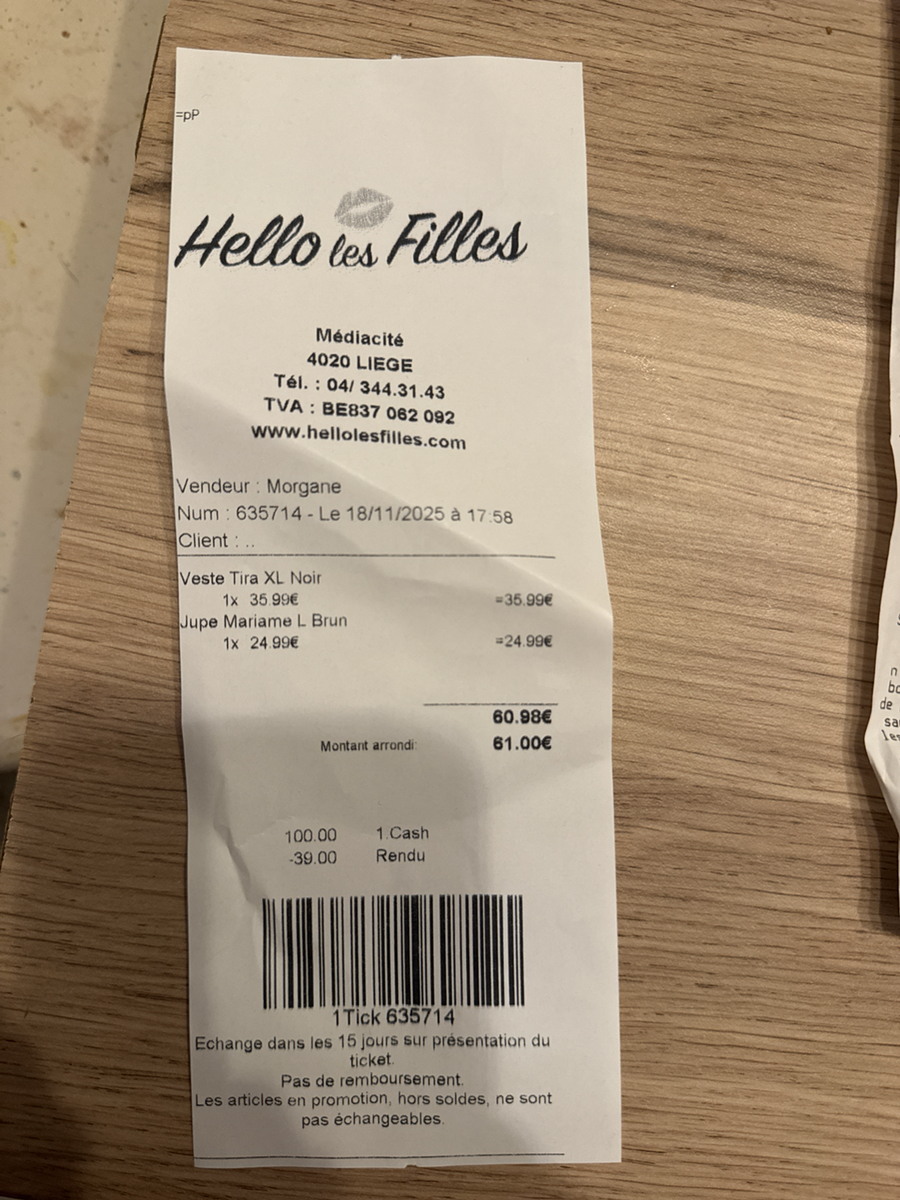 =pP
Hello les Filles
Médiacité
4020 LIEGE
Tél. : 04/ 344.31.43
TVA : BE837 062 092
www.hellolesfilles.com
Vendeur : Morgane
Num : 635714 - Le 18/11/2025 à 17:58
Client : ..
Veste Tira XL Noir
1x 35.99€ =35.99€
Jupe Mariame L Brun
1x 24.99€ =24.99€
60.98€
Montant arrondi: 61.00€
100.00 1.Cash
-39.00 Rendu
1Tick 635714
Echange dans les 15 jours sur présentation du
ticket.
Pas de remboursement.
Les articles en promotion, hors soldes, ne sont
pas échangeables.
n
bo
de
sa